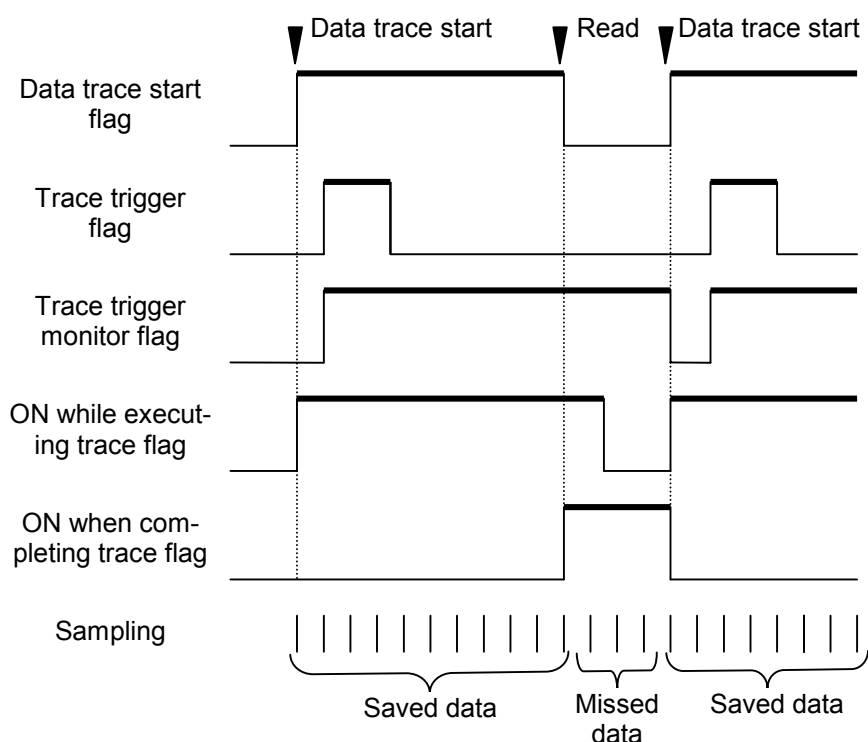 Data trace start Read Data trace start
Data trace start
flag
Trace trigger
flag
Trace trigger
monitor flag
ON while execut-
ing trace flag
ON when com-
pleting trace flag
Sampling
Saved data Missed Saved data
data